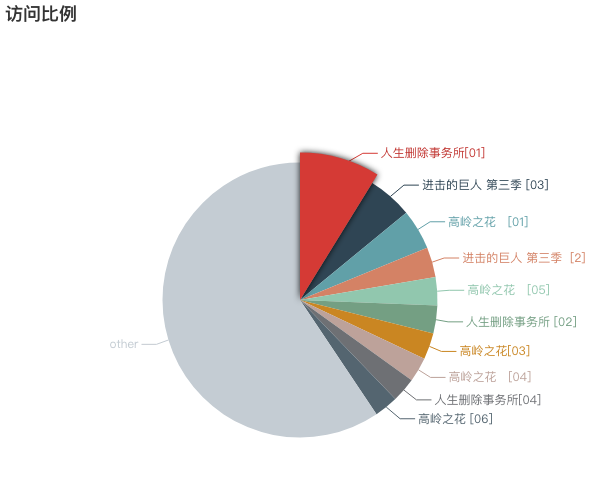 访问比例
人生删除事务所[01]
进击的巨人 第三季 [03]
高岭之花　[01]
进击的巨人 第三季［2］
高岭之花　[05]
人生删除事务所 [02]
高岭之花[03]
other
高岭之花　[04]
人生删除事务所[04]
高岭之花 [06]